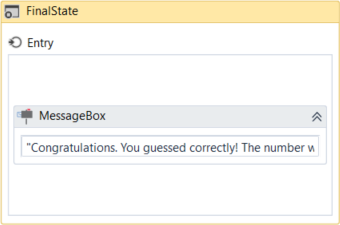 FinalState
Entry
MessageBox
"Congratulations. You guessed correctly! The number w